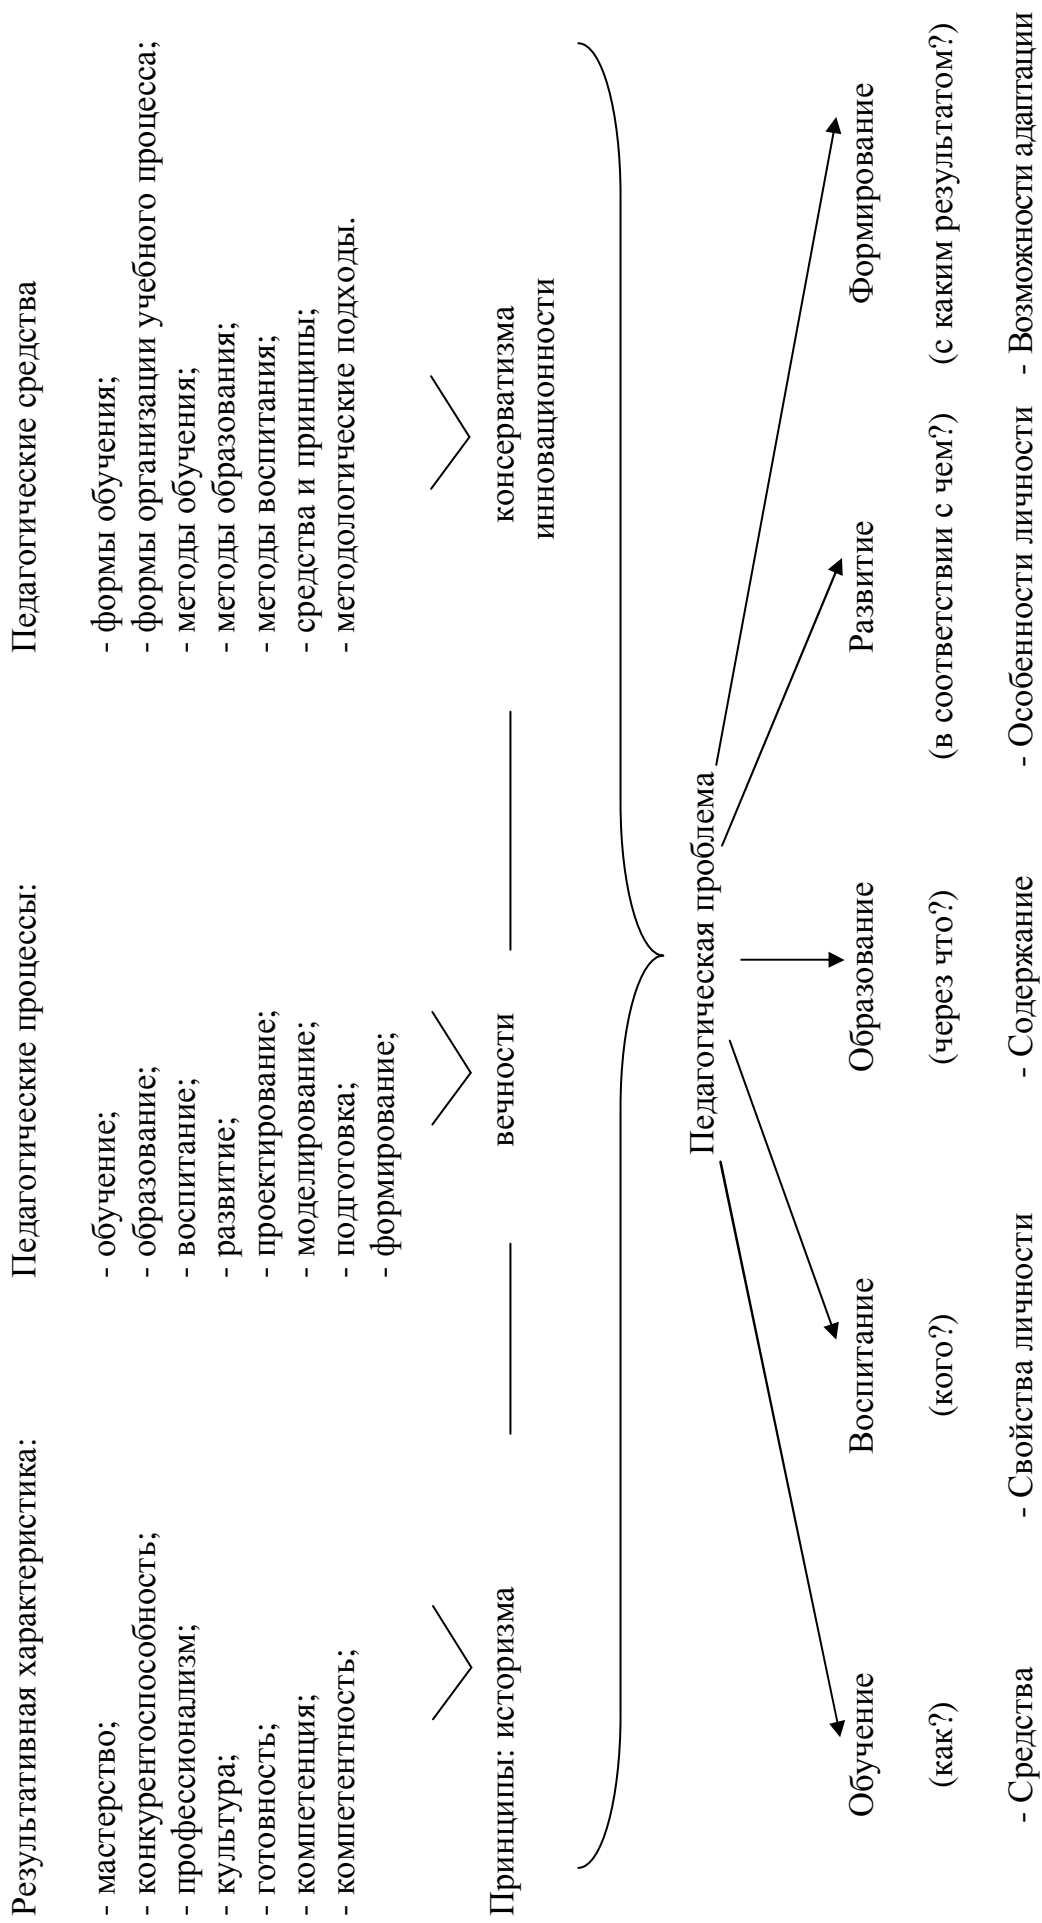 Результативная характеристика:
- мастерство;
- конкурентоспособность;
- профессионализм;
- культура;
- готовность;
- компетенция;
- компетентность;
Педагогические процессы:
- обучение;
- образование;
- воспитание;
- развитие;
- проектирование;
- моделирование;
- подготовка;
- формирование;
Педагогические средства
- формы обучения;
- формы организации учебного процесса;
- методы обучения;
- методы образования;
- методы воспитания;
- средства и принципы;
- методологические подходы.
Принципы: историзма
вечности
консерватизма
инновационности
Педагогическая проблема
Обучение
(как?)
- Средства
Воспитание
(кого?)
- Свойства личности
Образование
(через что?)
- Содержание
Развитие
(в соответствии с чем?)
- Особенности личности
Формирование
(с каким результатом?)
- Возможности адаптации